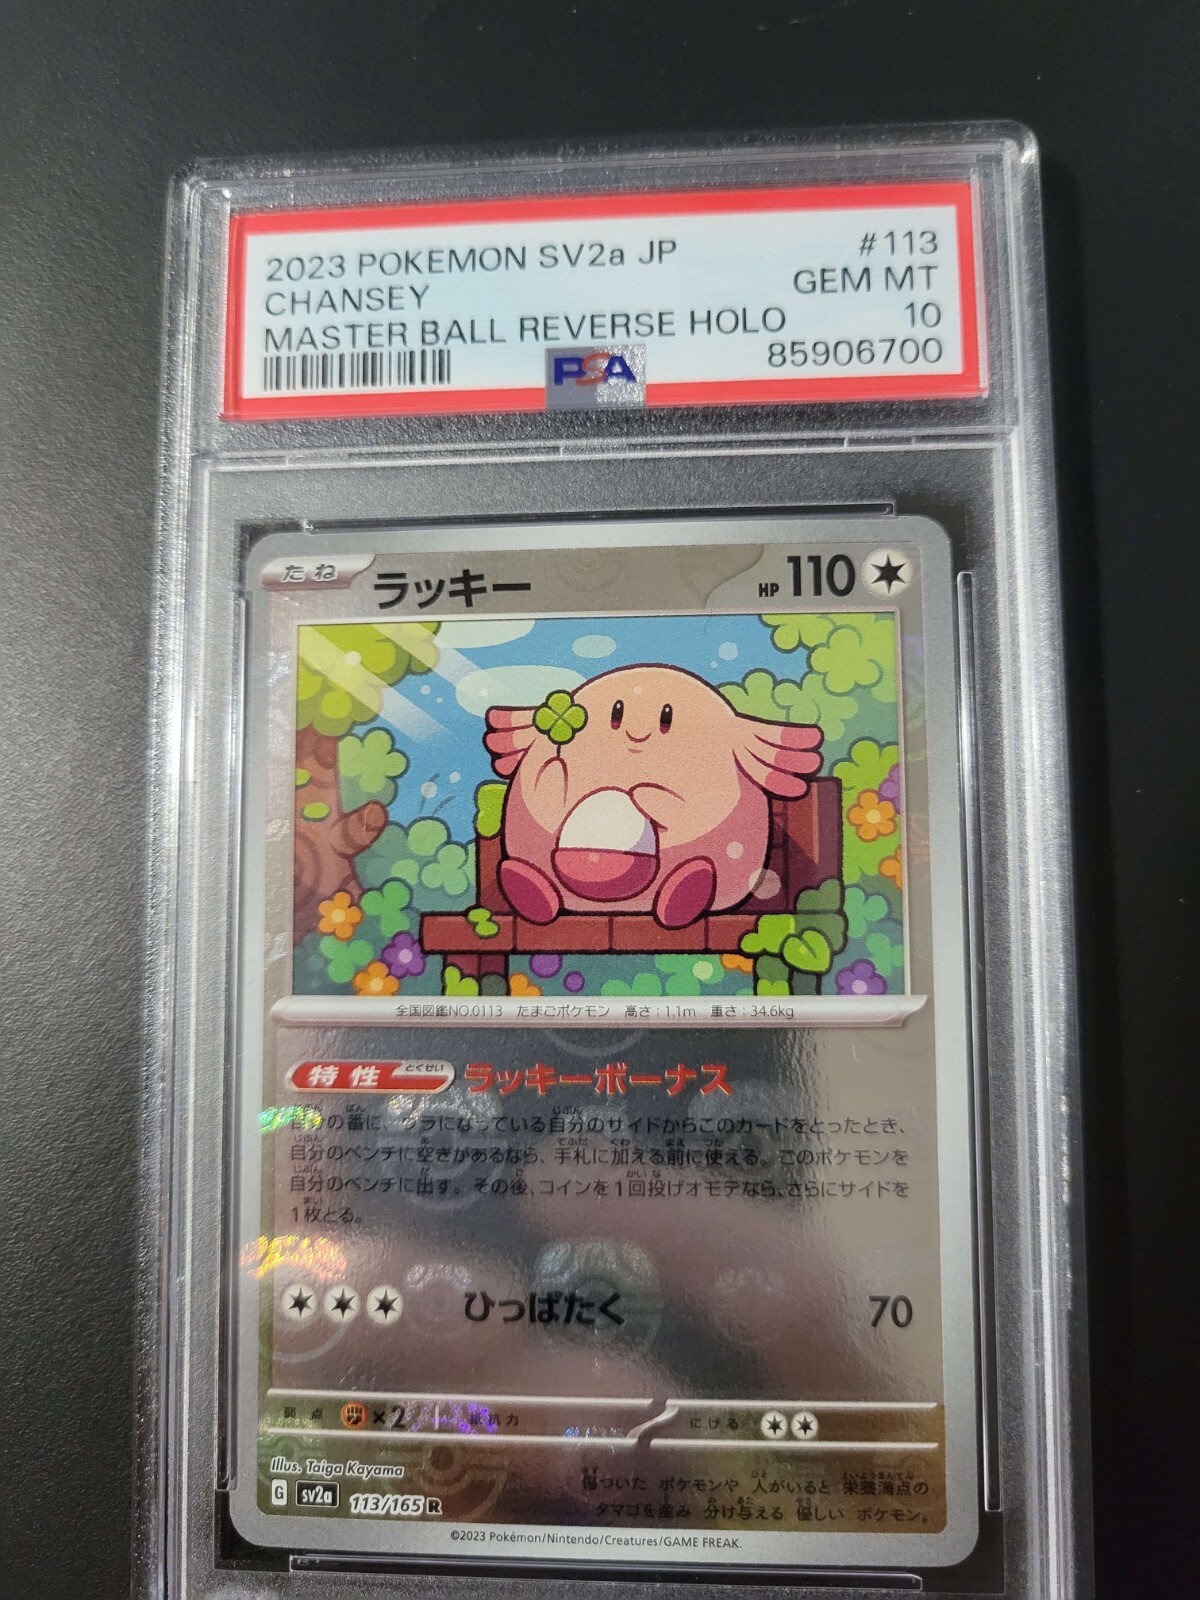 2023 POKEMON SV2a JP #113
CHANSEY GEM MT
MASTER BALL REVERSE HOLO 10
PSA 85906700
たね ラッキー HP 110
全国図鑑NO.0113 たまごポケモン 高さ:1.1m 重さ:34.6kg
特性 とくせい ラッキーボーナス
自分の番に、ウラになっている自分のサイドからこのカードをとったとき、
自分のベンチに空きがあるなら、手札に加える前に使える。このポケモンを
自分のベンチに出す。その後、コインを1回投げオモテなら、さらにサイドを
1枚とる。
ひっぱたく 70
弱点 ×2 抵抗力 にげる
Illus. Taiga Kayama
傷ついた ポケモンや 人がいると 栄養満点の
G sv2a 113/165 R
タマゴを産み 分け与える 優しい ポケモン。
©2023 Pokémon/Nintendo/Creatures/GAME FREAK.